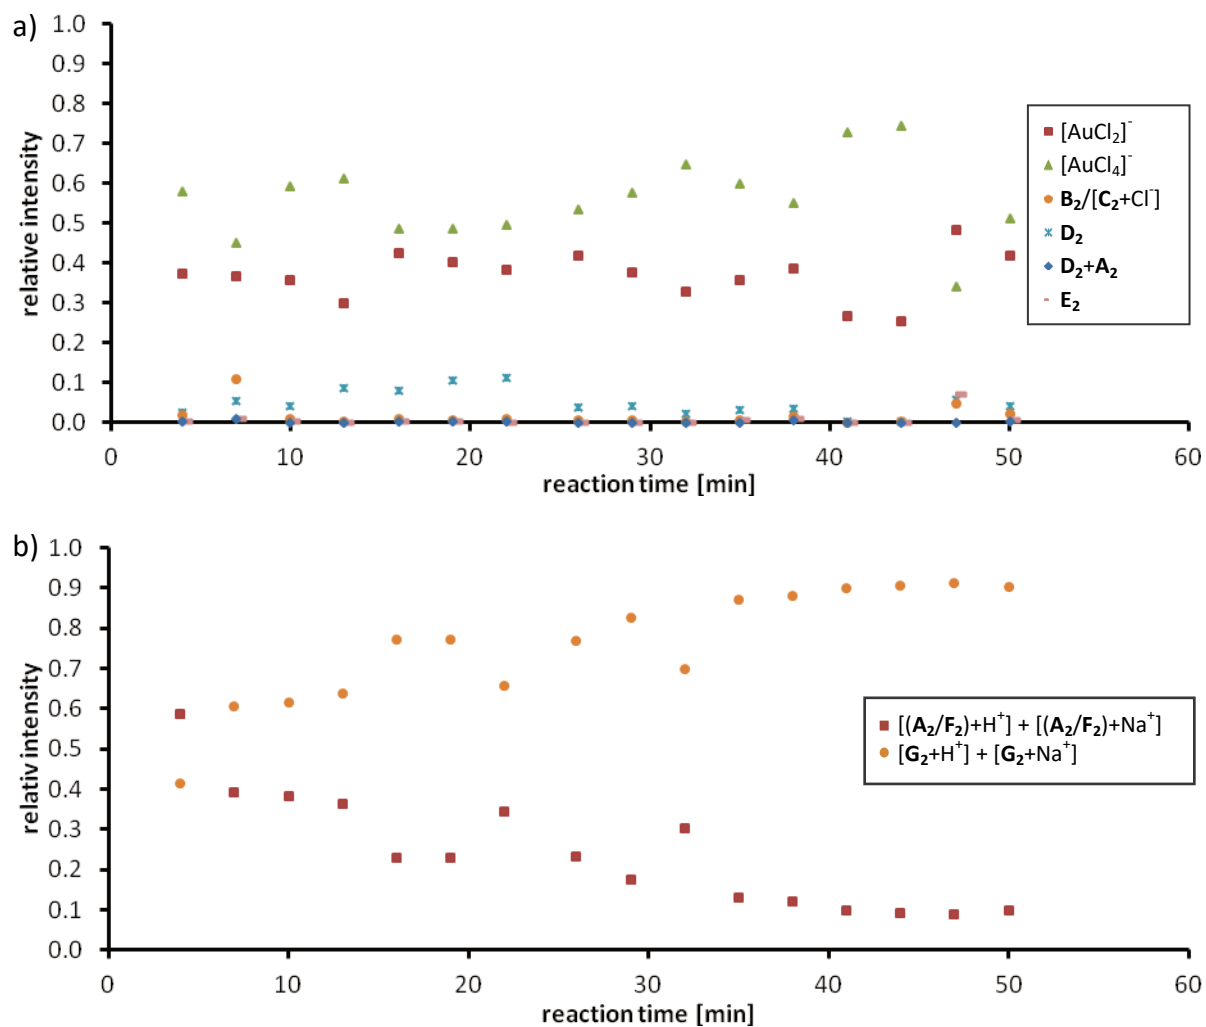 a)
1.0
0.9
0.8
0.7
0.6
0.5
0.4
0.3
0.2
0.1
0.0
relative intensity
0 10 20 30 40 50 60
reaction time [min]
[AuCl₂]⁻
[AuCl₄]⁻
B₂/[C₂+Cl⁻]
D₂
D₂+A₂
E₂
b)
1.0
0.9
0.8
0.7
0.6
0.5
0.4
0.3
0.2
0.1
0.0
relativ intensity
0 10 20 30 40 50 60
reaction time [min]
[(A₂/F₂)+H⁺] + [(A₂/F₂)+Na⁺]
[G₂+H⁺] + [G₂+Na⁺]